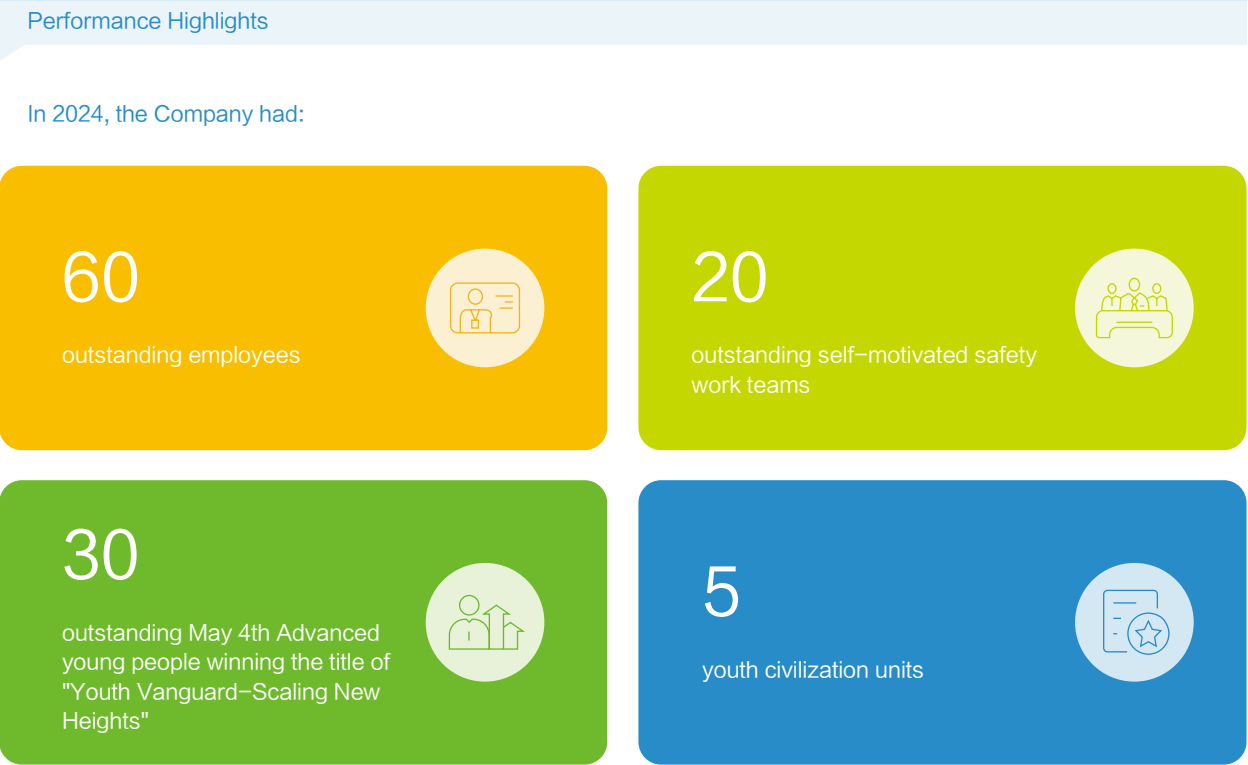 Performance Highlights
In 2024, the Company had:
60
outstanding employees
20
outstanding self-motivated safety
work teams
30
outstanding May 4th Advanced
young people winning the title of
"Youth Vanguard-Scaling New
Heights"
5
youth civilization units